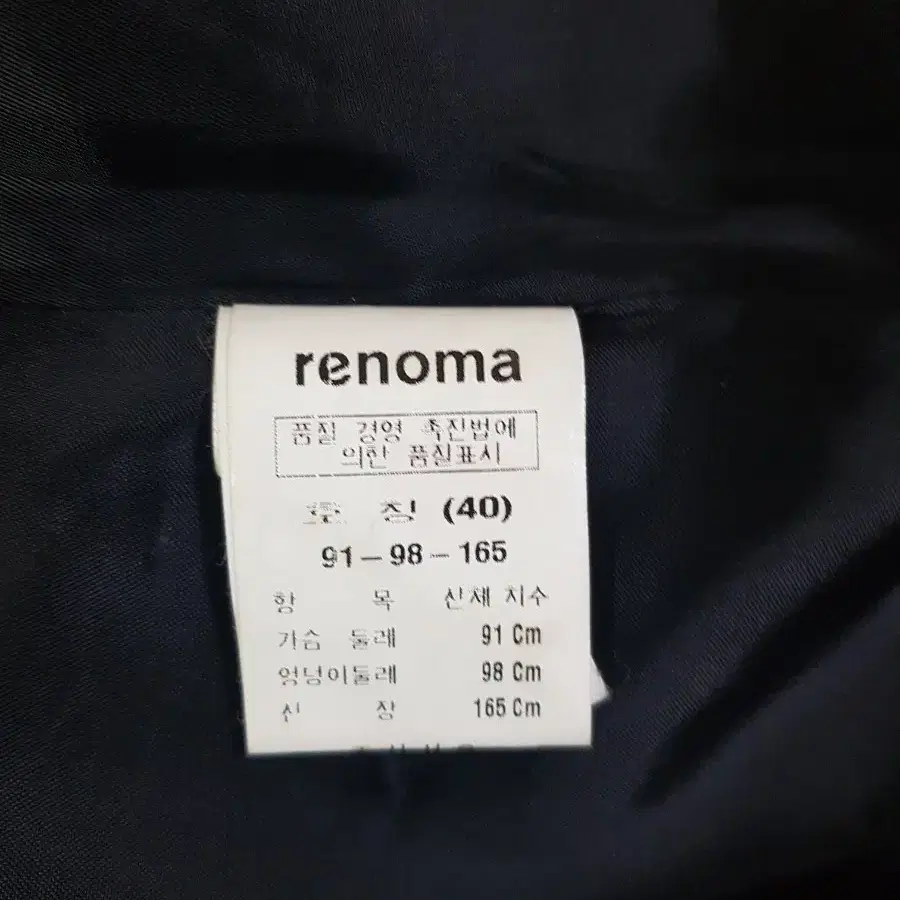 renoma
품질 경영 촉진법에
의한 품질표시
호 칭 (40)
91-98-165
항 목 신체 치수
가슴 둘레 91 Cm
엉덩이둘레 98 Cm
신 장 165 Cm